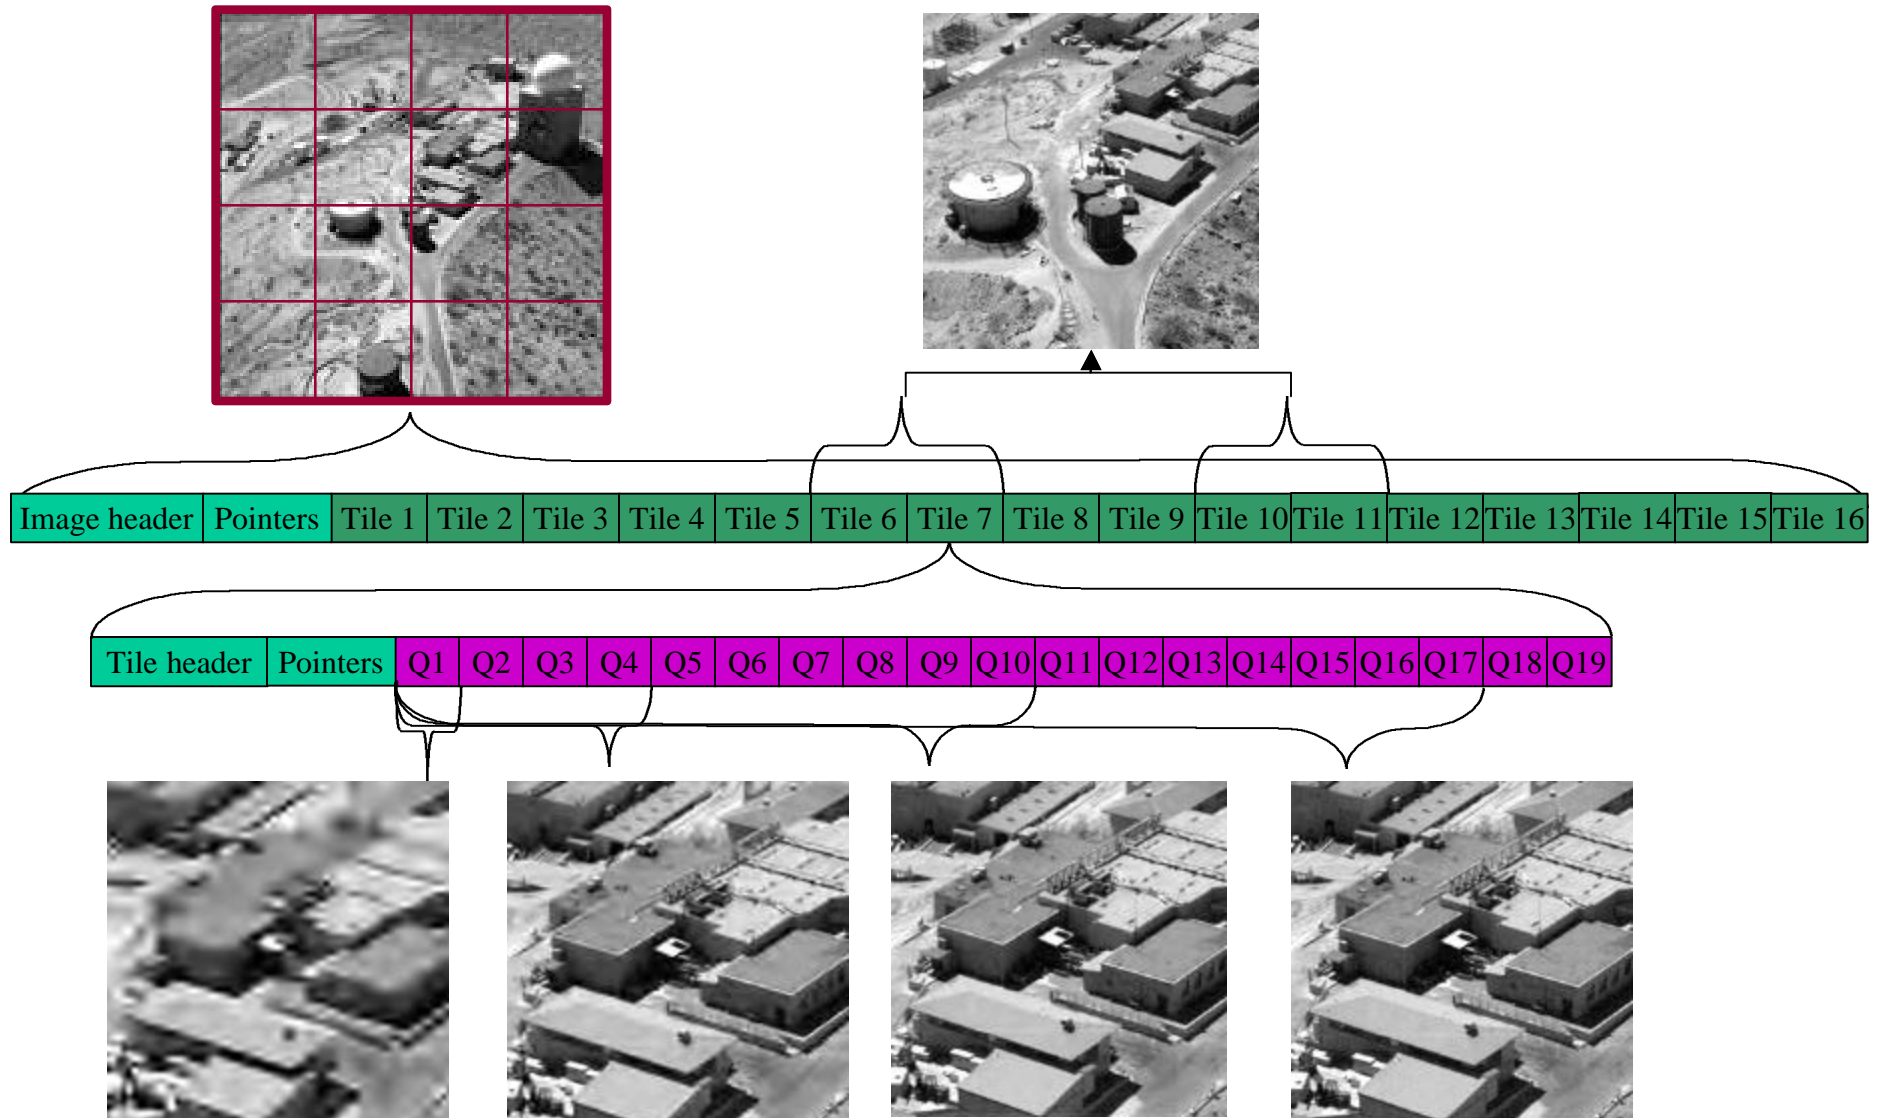 Image header Pointers Tile 1 Tile 2 Tile 3 Tile 4 Tile 5 Tile 6 Tile 7 Tile 8 Tile 9 Tile 10 Tile 11 Tile 12 Tile 13 Tile 14 Tile 15 Tile 16
Tile header Pointers Q1 Q2 Q3 Q4 Q5 Q6 Q7 Q8 Q9 Q10 Q11 Q12 Q13 Q14 Q15 Q16 Q17 Q18 Q19